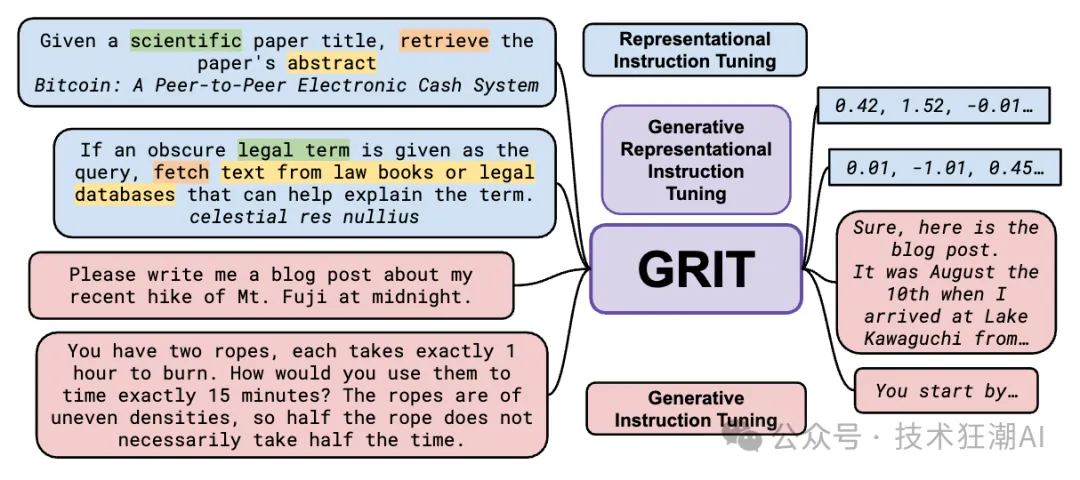 Given a scientific paper title, retrieve the
paper's abstract
Bitcoin: A Peer-to-Peer Electronic Cash System
If an obscure legal term is given as the
query, fetch text from law books or legal
databases that can help explain the term.
celestial res nullius
Please write me a blog post about my
recent hike of Mt. Fuji at midnight.
You have two ropes, each takes exactly 1
hour to burn. How would you use them to
time exactly 15 minutes? The ropes are of
uneven densities, so half the rope does not
necessarily take half the time.
Representational
Instruction Tuning
Generative
Representational
Instruction
Tuning
GRIT
Generative
Instruction Tuning
0.42, 1.52, -0.01…
0.01, -1.01, 0.45…
Sure, here is the
blog post.
It was August the
10th when I
arrived at Lake
Kawaguchi from…
You start by…
公众号 · 技术狂潮AI